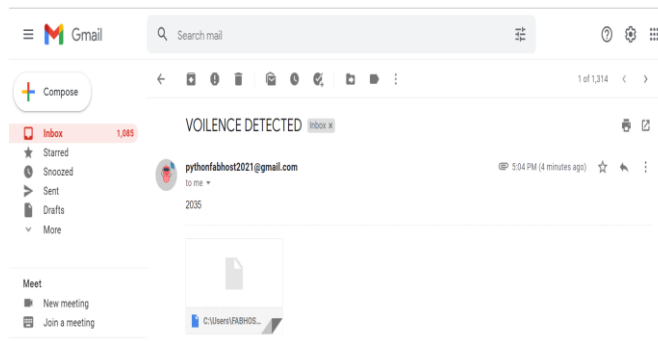 Gmail
Search mail
Compose
1 of 1,314
Inbox 1,085
Starred
Snoozed
Sent
Drafts
More
VOILENCE DETECTED Inbox x
pythonfabhost2021@gmail.com
5:04 PM (4 minutes ago)
to me
2035
C:\Users\FABHOS...
Meet
New meeting
Join a meeting